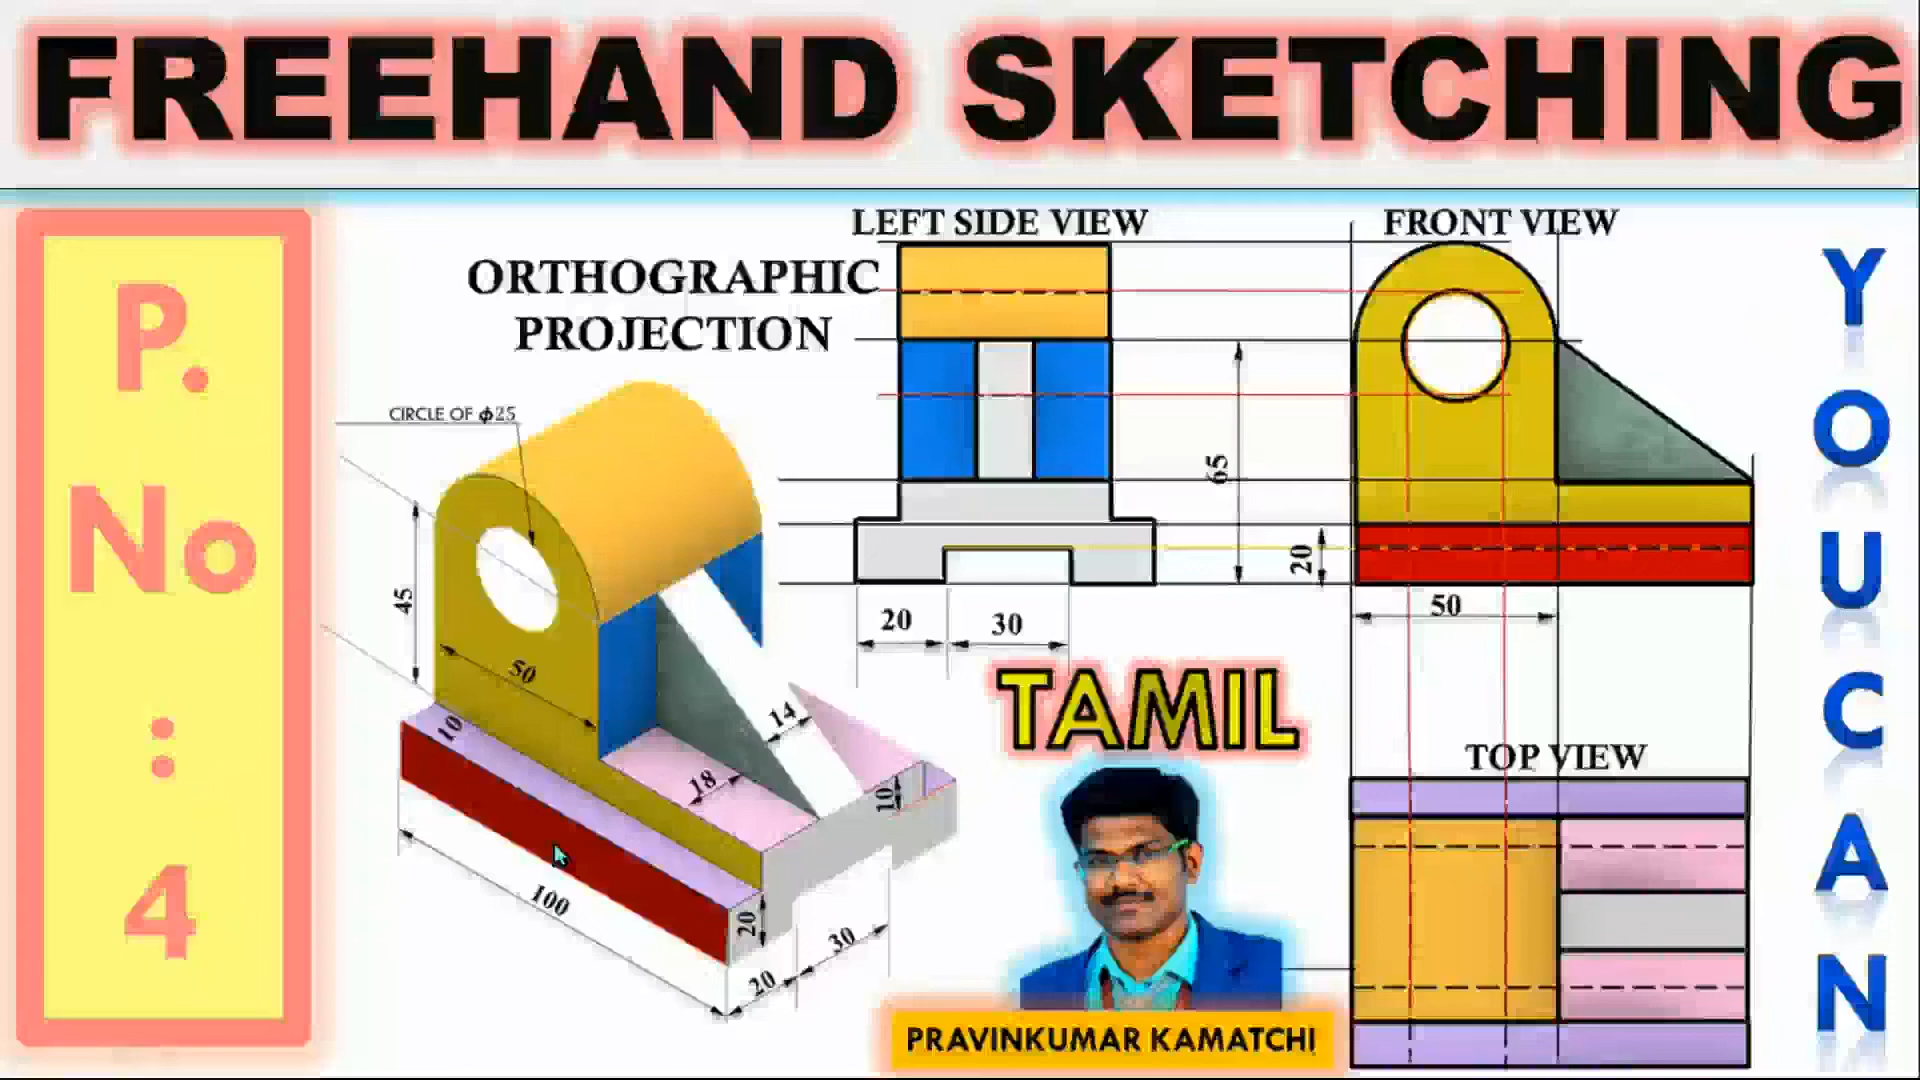 FREEHAND SKETCHING
P.
No
:
4
ORTHOGRAPHIC
PROJECTION
CIRCLE OF ϕ25
45
50
10
14
18
10
100
20
20
30
LEFT SIDE VIEW
65
20
20
30
FRONT VIEW
50
TOP VIEW
TAMIL
PRAVINKUMAR KAMATCHI
Y
O
U
C
A
N